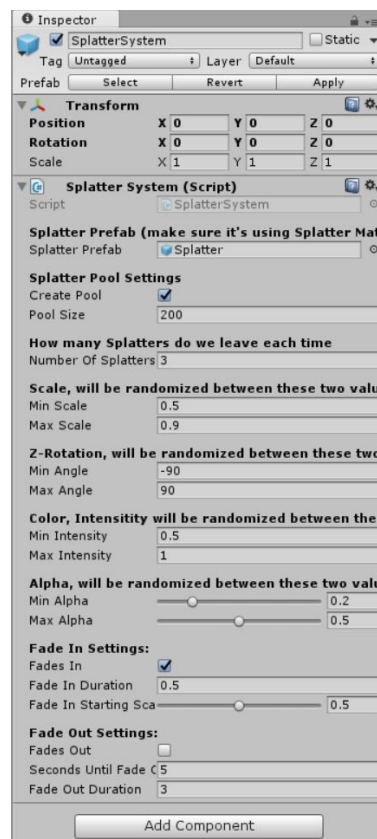 Inspector
SplatterSystem Static
Tag Untagged Layer Default
Prefab Select Revert Apply
Transform
Position X 0 Y 0 Z 0
Rotation X 0 Y 0 Z 0
Scale X 1 Y 1 Z 1
Splatter System (Script)
Script SplatterSystem
Splatter Prefab (make sure it's using Splatter Mat
Splatter Prefab Splatter
Splatter Pool Settings
Create Pool
Pool Size 200
How many Splatters do we leave each time
Number Of Splatters 3
Scale, will be randomized between these two valu
Min Scale 0.5
Max Scale 0.9
Z-Rotation, will be randomized between these two
Min Angle -90
Max Angle 90
Color, Intensitity will be randomized between the
Min Intensity 0.5
Max Intensity 1
Alpha, will be randomized between these two valu
Min Alpha 0.2
Max Alpha 0.5
Fade In Settings:
Fades In
Fade In Duration 0.5
Fade In Starting Sca 0.5
Fade Out Settings:
Fades Out
Seconds Until Fade O 5
Fade Out Duration 3
Add Component